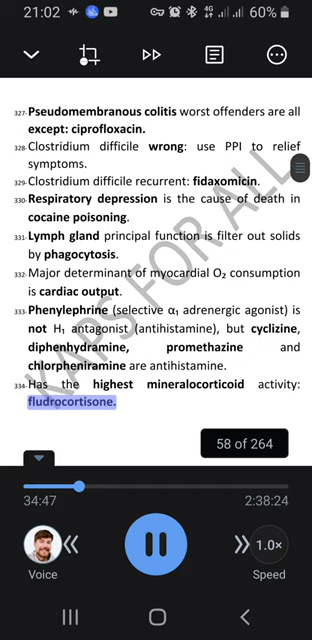 21:02 4G 60%
327- Pseudomembranous colitis worst offenders are all
except: ciprofloxacin.
328- Clostridium difficile wrong: use PPI to relief
symptoms.
329- Clostridium difficile recurrent: fidaxomicin.
330- Respiratory depression is the cause of death in
cocaine poisoning.
331- Lymph gland principal function is filter out solids
by phagocytosis.
332- Major determinant of myocardial O₂ consumption
is cardiac output.
333- Phenylephrine (selective α₁ adrenergic agonist) is
not H₁ antagonist (antihistamine), but cyclizine,
diphenhydramine, promethazine and
chlorpheniramine are antihistamine.
334- Has the highest mineralocorticoid activity:
fludrocortisone.
KAPS FOR ALL
58 of 264
34:47 2:38:24
1.0×
Voice Speed